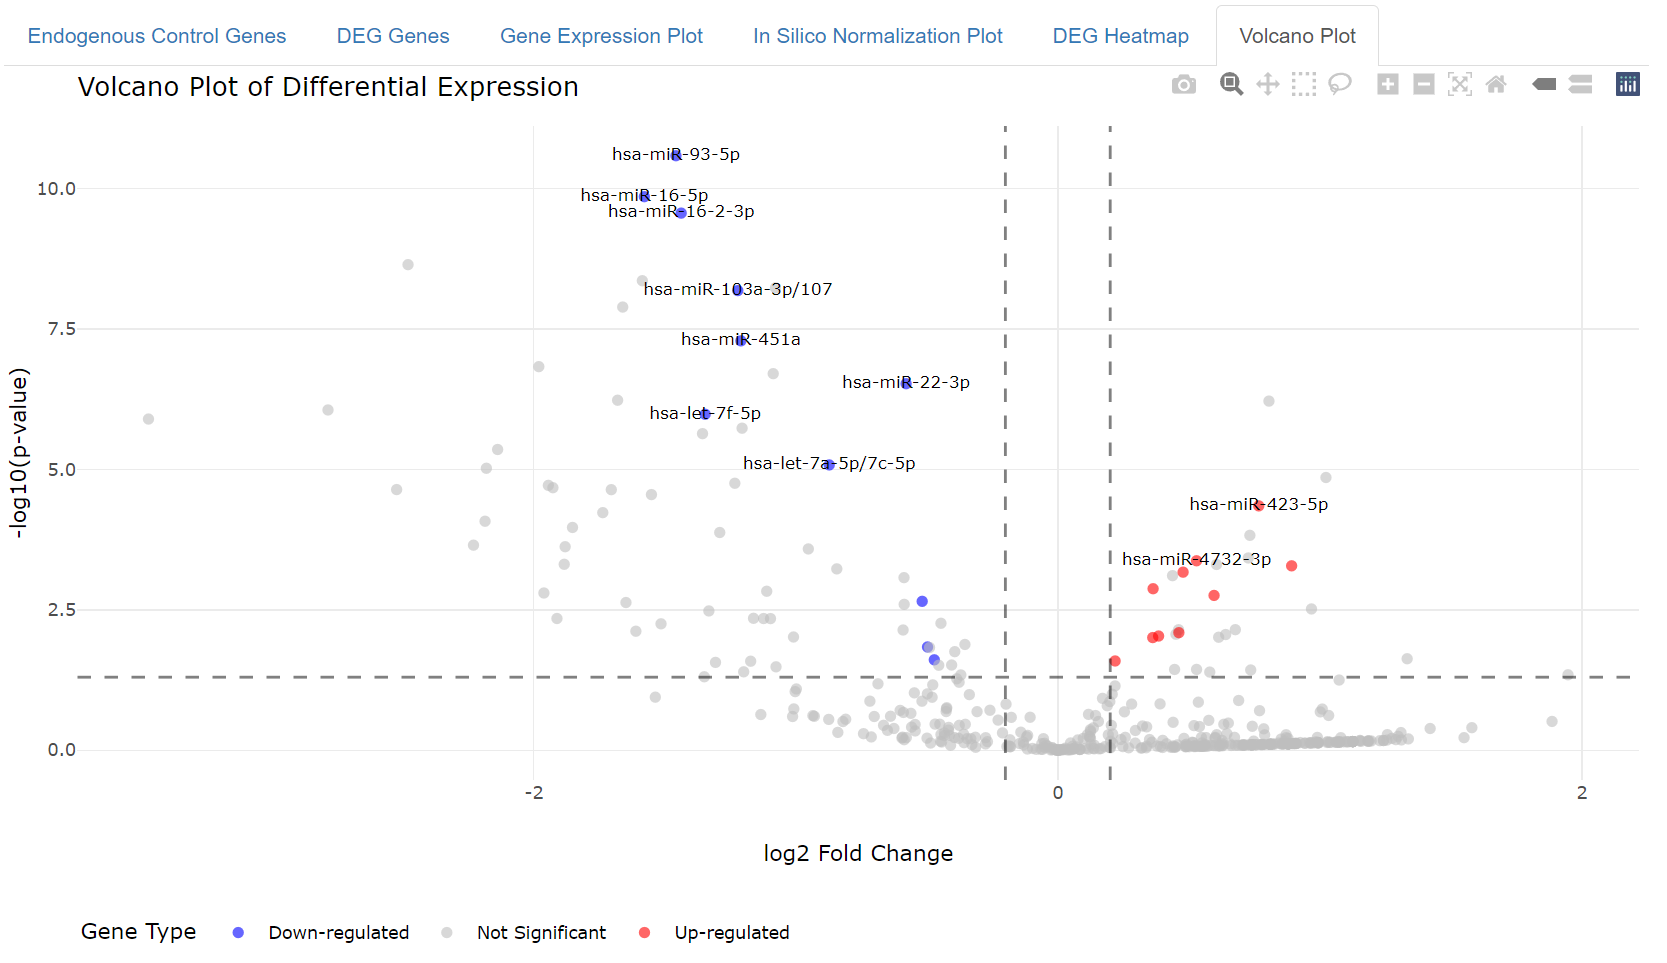 Endogenous Control Genes DEG Genes Gene Expression Plot In Silico Normalization Plot DEG Heatmap Volcano Plot
Volcano Plot of Differential Expression
hsa-miR-93-5p
10.0
hsa-miR-16-5p
hsa-miR-16-2-3p
hsa-miR-103a-3p/107
7.5
hsa-miR-451a
hsa-miR-22-3p
hsa-let-7f-5p
hsa-let-7a-5p/7c-5p
5.0
hsa-miR-423-5p
hsa-miR-4732-3p
2.5
0.0
-log10(p-value)
-2 0 2
log2 Fold Change
Gene Type Down-regulated Not Significant Up-regulated